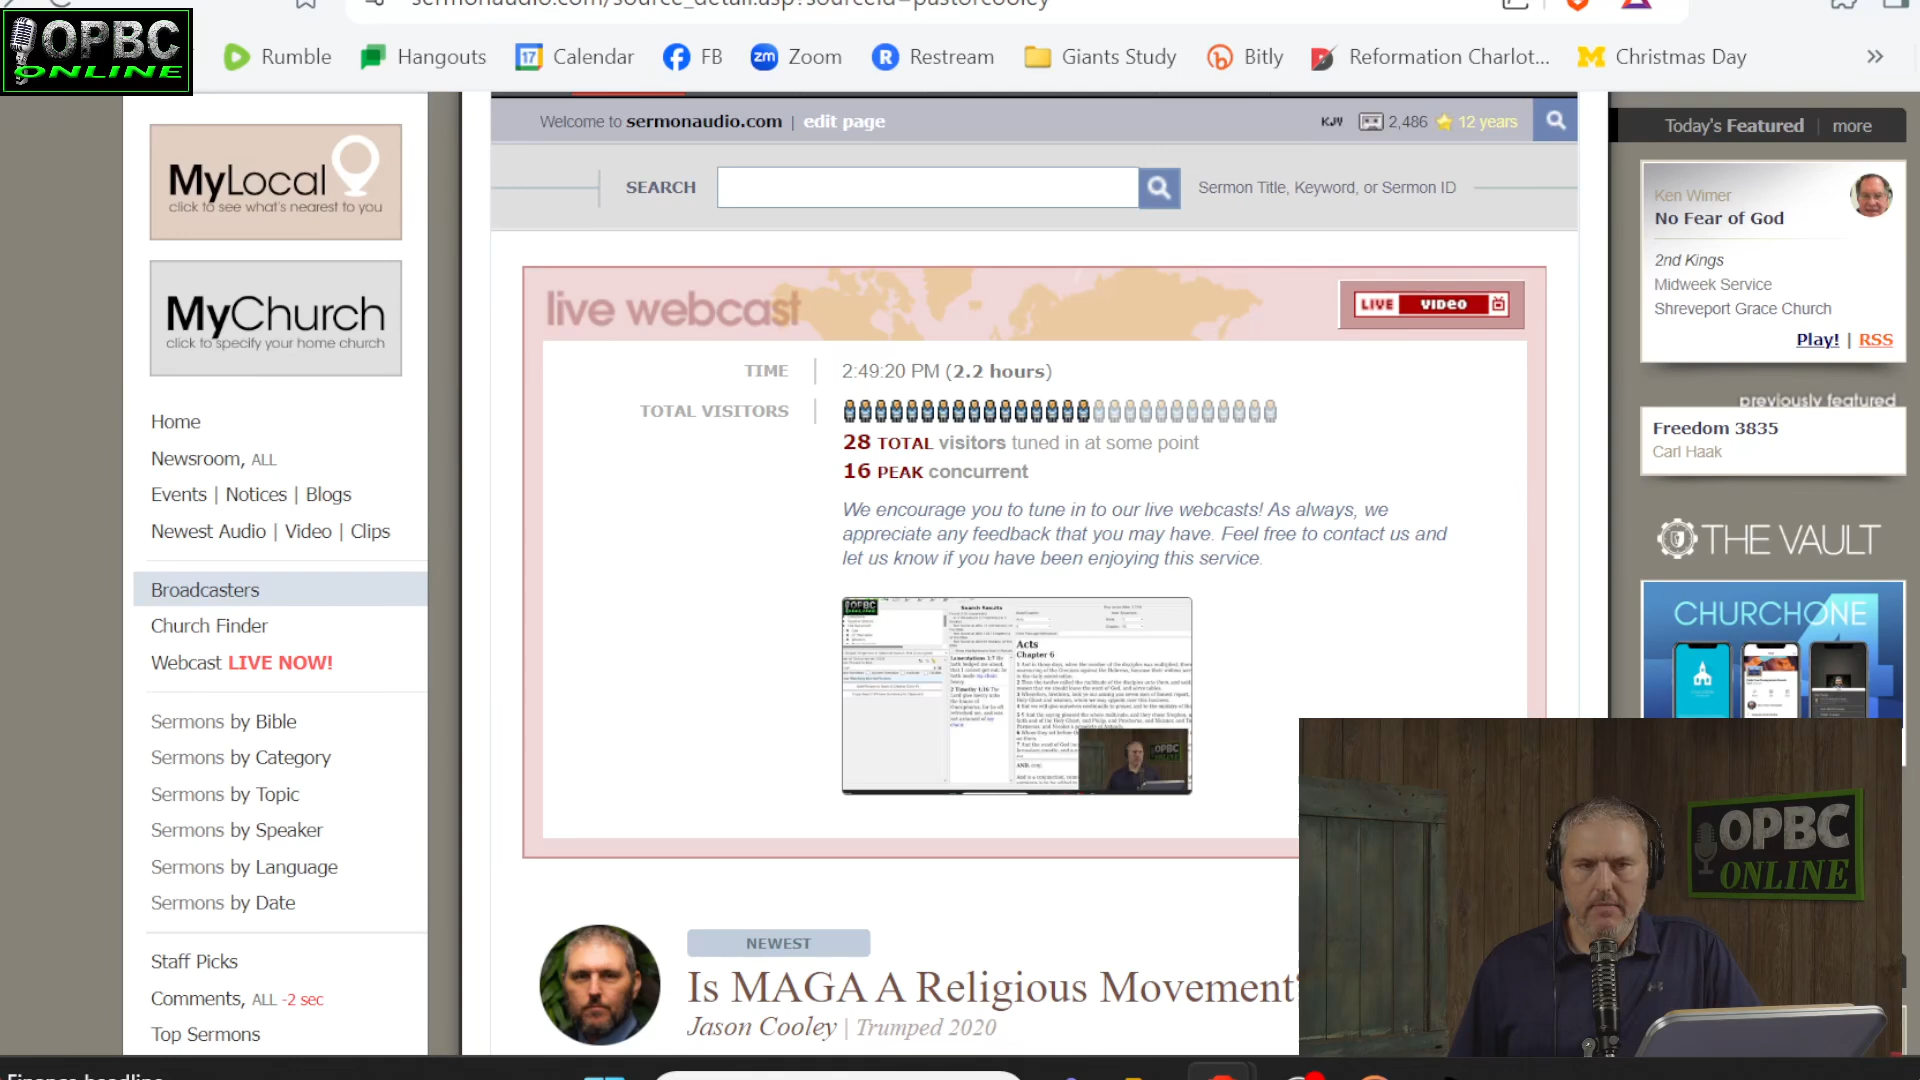 OPBC
ONLINE
Rumble
Hangouts
17
Calendar
FB
zm
Zoom
R
Restream
Giants Study
Bitly
Reformation Charlot...
Christmas Day
»
MyLocal
click to see what's nearest to you
MyChurch
click to specify your home church
Home
Newsroom, ALL
Events | Notices | Blogs
Newest Audio | Video | Clips
Broadcasters
Church Finder
Webcast LIVE NOW!
Sermons by Bible
Sermons by Category
Sermons by Topic
Sermons by Speaker
Sermons by Language
Sermons by Date
Staff Picks
Comments, ALL -2 sec
Top Sermons
Welcome to sermonaudio.com | edit page
KJV 2,486 12 years
SEARCH
Sermon Title, Keyword, or Sermon ID
live webcast
LIVE VIDEO
TIME
2:49:20 PM (2.2 hours)
TOTAL VISITORS
28 TOTAL visitors tuned in at some point
16 PEAK concurrent
We encourage you to tune in to our live webcasts! As always, we
appreciate any feedback that you may have. Feel free to contact us and
let us know if you have been enjoying this service.
OPBC
Search Results
Acts
Chapter 6
OPBC
NEWEST
Is MAGA A Religious Movement?
Jason Cooley | Trumped 2020
Today's Featured | more
Ken Wimer
No Fear of God
2nd Kings
Midweek Service
Shreveport Grace Church
Play! | RSS
previously featured
Freedom 3835
Carl Haak
THE VAULT
CHURCHONE
OPBC
ONLINE